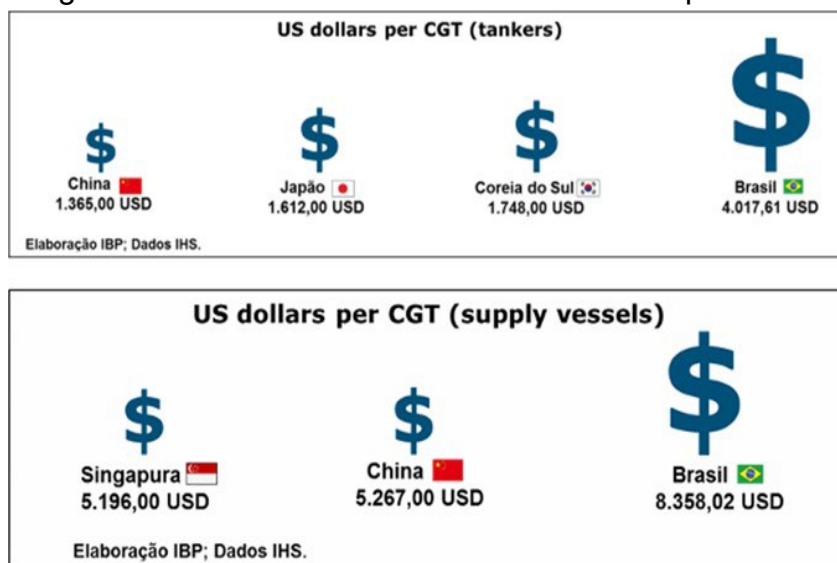 US dollars per CGT (tankers)
$ $ $ $
China Japão Coreia do Sul Brasil
1.365,00 USD 1.612,00 USD 1.748,00 USD 4.017,61 USD
Elaboração IBP; Dados IHS.
US dollars per CGT (supply vessels)
$ $ $
Singapura China Brasil
5.196,00 USD 5.267,00 USD 8.358,02 USD
Elaboração IBP; Dados IHS.